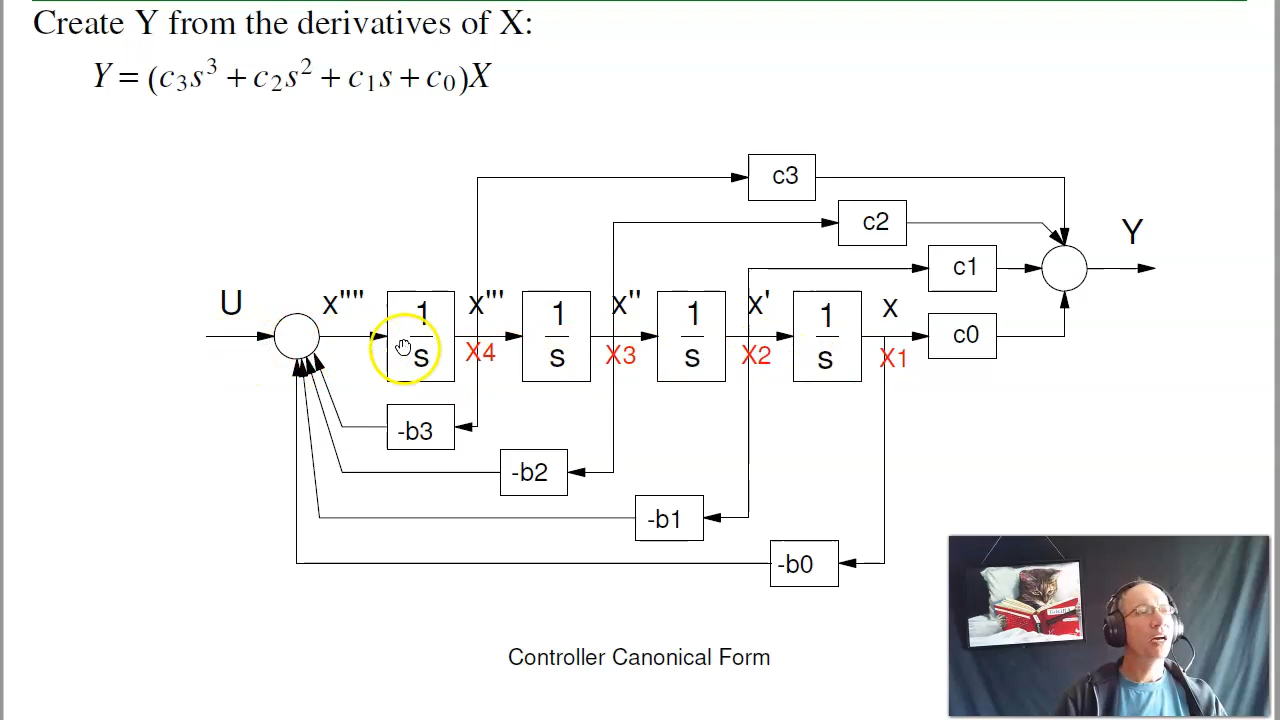 Create Y from the derivatives of X:
Y = (c₃s³ + c₂s² + c₁s + c₀)X
c3
c2
c1
c0
Y
U
x''''
1
s
x'''
X4
1
s
x''
X3
1
s
x'
X2
1
s
x
X1
-b3
-b2
-b1
-b0
Controller Canonical Form